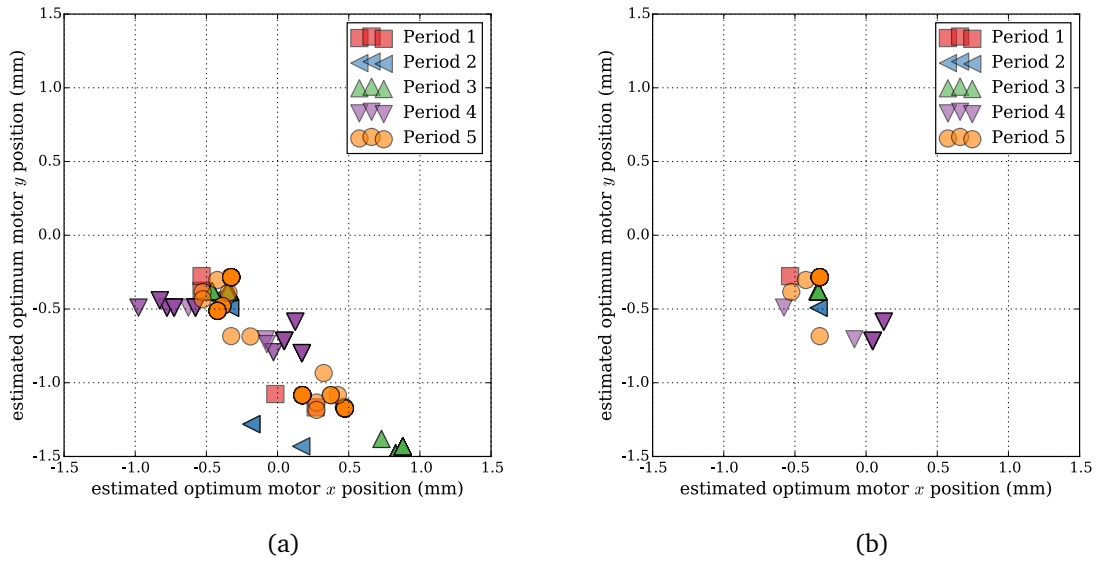 1.5
1.0
0.5
0.0
-0.5
-1.0
-1.5
-1.5 -1.0 -0.5 0.0 0.5 1.0 1.5
estimated optimum motor y position (mm)
estimated optimum motor x position (mm)
Period 1
Period 2
Period 3
Period 4
Period 5
(a)
1.5
1.0
0.5
0.0
-0.5
-1.0
-1.5
-1.5 -1.0 -0.5 0.0 0.5 1.0 1.5
estimated optimum motor y position (mm)
estimated optimum motor x position (mm)
Period 1
Period 2
Period 3
Period 4
Period 5
(b)